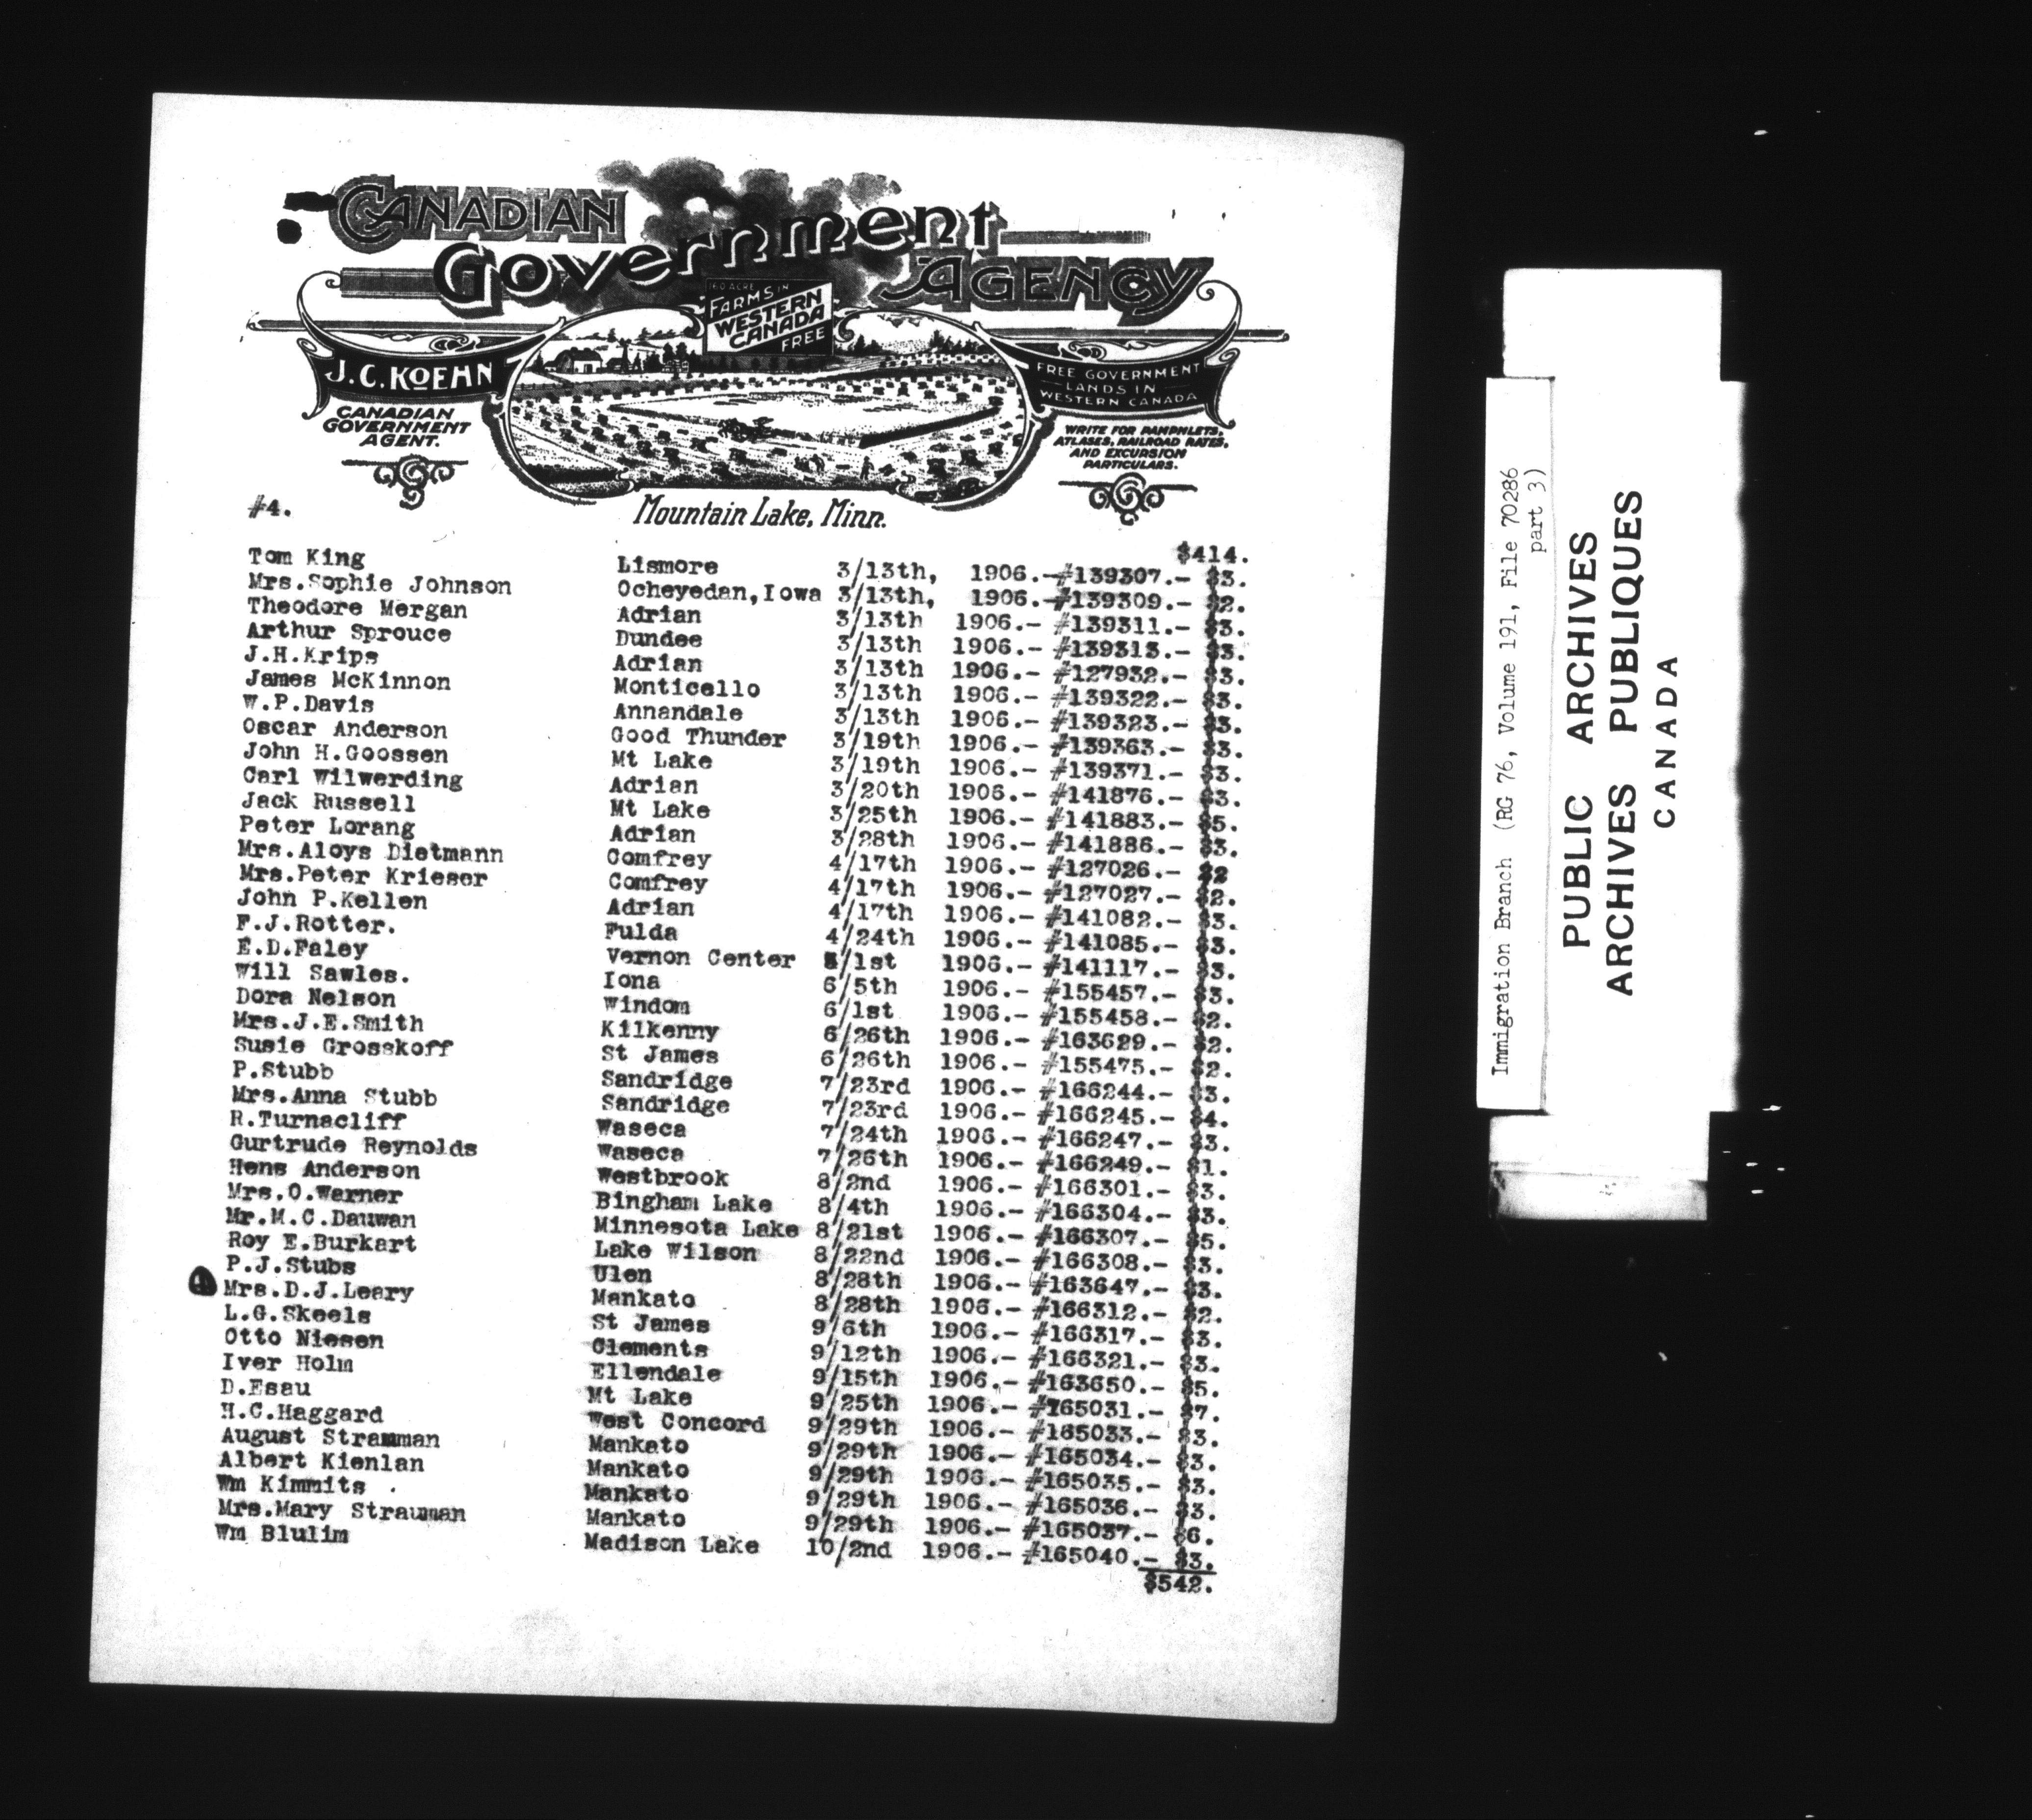 CANADIAN
Government
AGENCY
160 ACRE
FARMS IN
WESTERN
CANADA
FREE
J.C. KOEHN
CANADIAN
GOVERNMENT
AGENT.
FREE GOVERNMENT
LANDS IN
WESTERN CANADA
WRITE FOR PAMPHLETS,
ATLASES, RAILROAD RATES,
AND EXCURSION
PARTICULARS.
#4.
Mountain Lake, Minn.
$414.
Tom King Lismore 3/13th, 1906.-#139307.- $3.
Mrs.Sophie Johnson Ocheyedan,Iowa 3/13th, 1906.-#139309.- $2.
Theodore Mergan Adrian 3/13th 1906.- #139311.- $3.
Arthur Sprouce Dundee 3/13th 1906.- #139313.- $3.
J.H.Krips Adrian 3/13th 1906.- #127932.- $3.
James McKinnon Monticello 3/13th 1906.- #139322.- $3.
W.P.Davis Annandale 3/13th 1906.- #139323.- $3.
Oscar Anderson Good Thunder 3/19th 1906.- #139363.- $3.
John H.Goossen Mt Lake 3/19th 1906.- #139371.- $3.
Carl Wilwerding Adrian 3/20th 1906.- #141876.- $3.
Jack Russell Mt Lake 3/25th 1906.- #141883.- $5.
Peter Lorang Adrian 3/28th 1906.- #141886.- $3.
Mrs.Aloys Dietmann Comfrey 4/17th 1906.- #127026.- $2
Mrs.Peter Krieser Comfrey 4/17th 1906.- #127027.- $2.
John P.Kellen Adrian 4/17th 1906.- #141082.- $3.
F.J.Rotter. Fulda 4/24th 1906.- #141085.- $3.
E.D.Faley Vernon Center 5/1st 1906.- #141117.- $3.
Will Sawles. Iona 6/5th 1906.- #155457.- $3.
Dora Nelson Windom 6/1st 1906.- #155458.- $2.
Mrs.J.E.Smith Kilkenny 6/26th 1906.- #163629.- $2.
Susie Grosskoff St James 6/26th 1906.- #155475.- $2.
P.Stubb Sandridge 7/23rd 1906.- #166244.- $3.
Mrs.Anna Stubb Sandridge 7/23rd 1906.- #166245.- $4.
R.Turnacliff Waseca 7/24th 1906.- #166247.- $3.
Gurtrude Reynolds Waseca 7/26th 1906.- #166249.- $1.
Hens Anderson Westbrook 8/2nd 1906.- #166301.- $3.
Mrs.O.Warner Bingham Lake 8/4th 1906.- #166304.- $3.
Mr.M.C.Dauwan Minnesota Lake 8/21st 1906.- #166307.- $5.
Roy E.Burkart Lake Wilson 8/22nd 1906.- #166308.- $3.
P.J.Stubs Ulen 8/28th 1906.- #163647.- $3.
Mrs.D.J.Leary Mankato 8/28th 1906.- #166312.- $2.
L.G.Skeels St James 9/6th 1906.- #166317.- $3.
Otto Niesen Clements 9/12th 1906.- #166321.- $3.
Iver Holm Ellendale 9/15th 1906.- #163650.- $5.
D.Esau Mt Lake 9/25th 1906.- #165031.- $7.
H.C.Haggard West Concord 9/29th 1906.- #165033.- $3.
August Stramman Mankato 9/29th 1906.- #165034.- $3.
Albert Kienlan Mankato 9/29th 1906.- #165035.- $3.
Wm Kimmits . Mankato 9/29th 1906.- #165036.- $3.
Mrs.Mary Strauman Mankato 9/29th 1906.- #165037.- $6.
Wm Blulim Madison Lake 10/2nd 1906.- #165040.- $3.
$542.
Immigration Branch (RG 76, Volume 191, File 70286
part 3)
PUBLIC ARCHIVES
ARCHIVES PUBLIQUES
CANADA